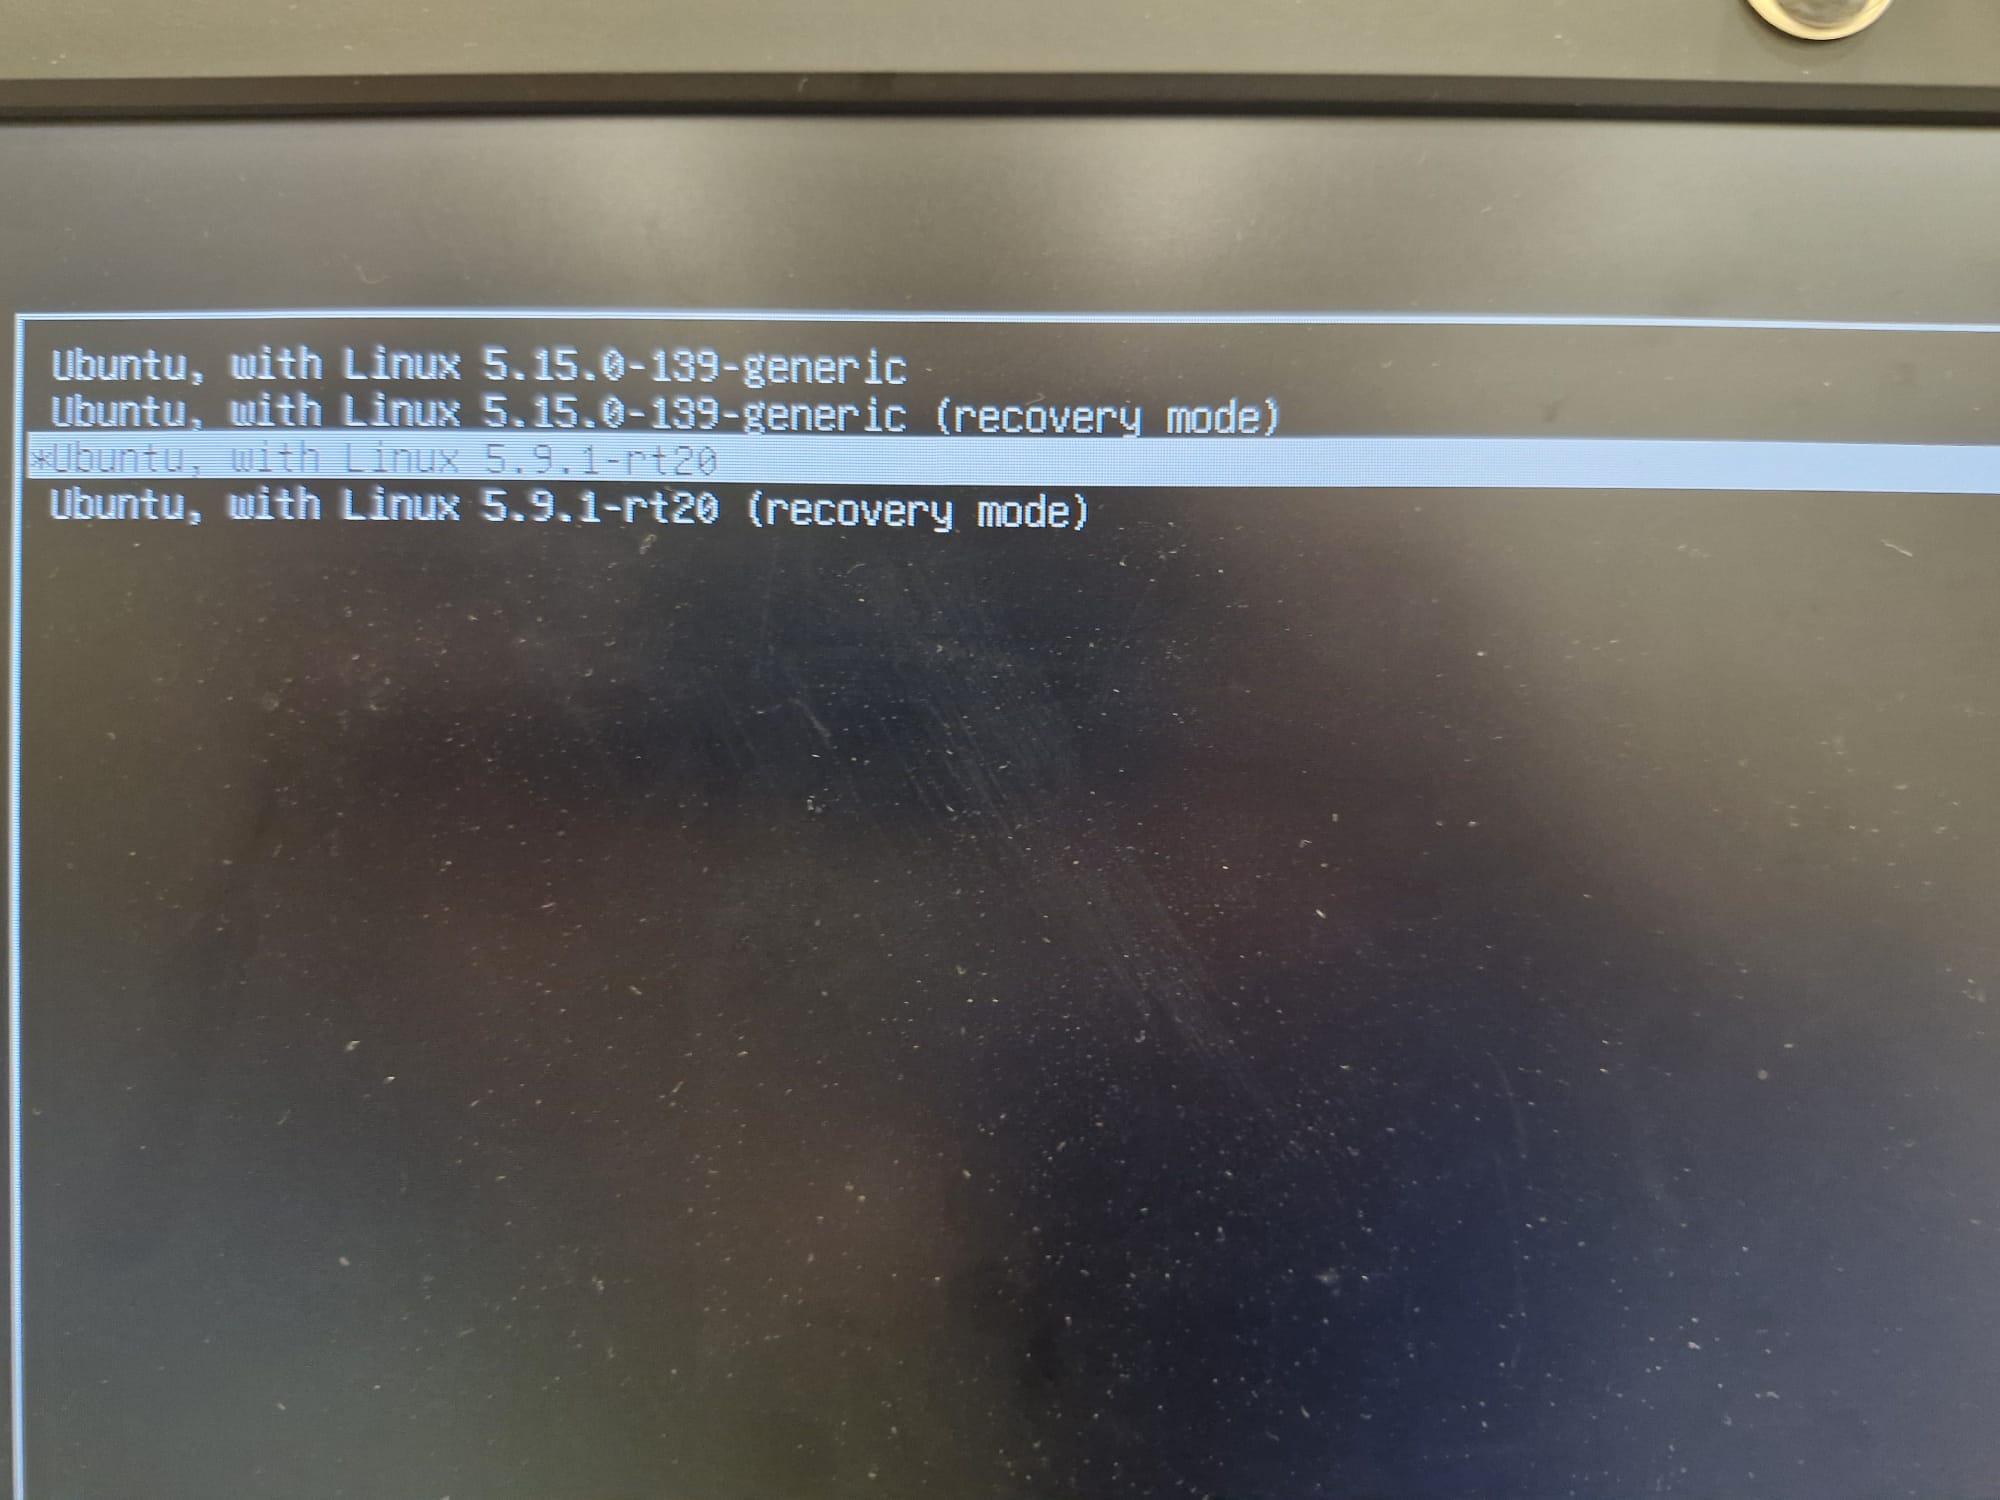 Ubuntu, with Linux 5.15.0-139-generic
Ubuntu, with Linux 5.15.0-139-generic (recovery mode)
*Ubuntu, with Linux 5.9.1-rt20
Ubuntu, with Linux 5.9.1-rt20 (recovery mode)